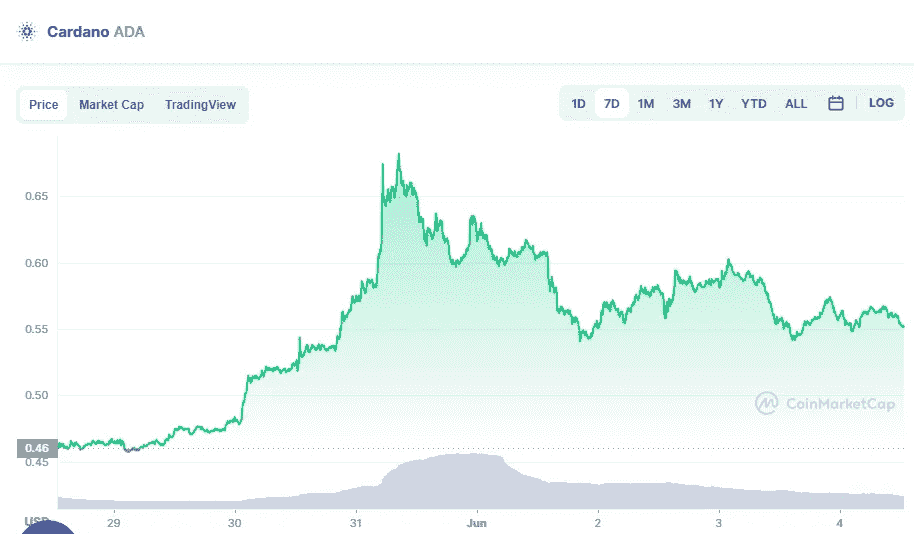 Cardano ADA
Price Market Cap TradingView
1D 7D 1M 3M 1Y YTD ALL LOG
0.65
0.60
0.55
0.50
CoinMarketCap
0.46
0.45
USD
29 30 31 Jun 2 3 4